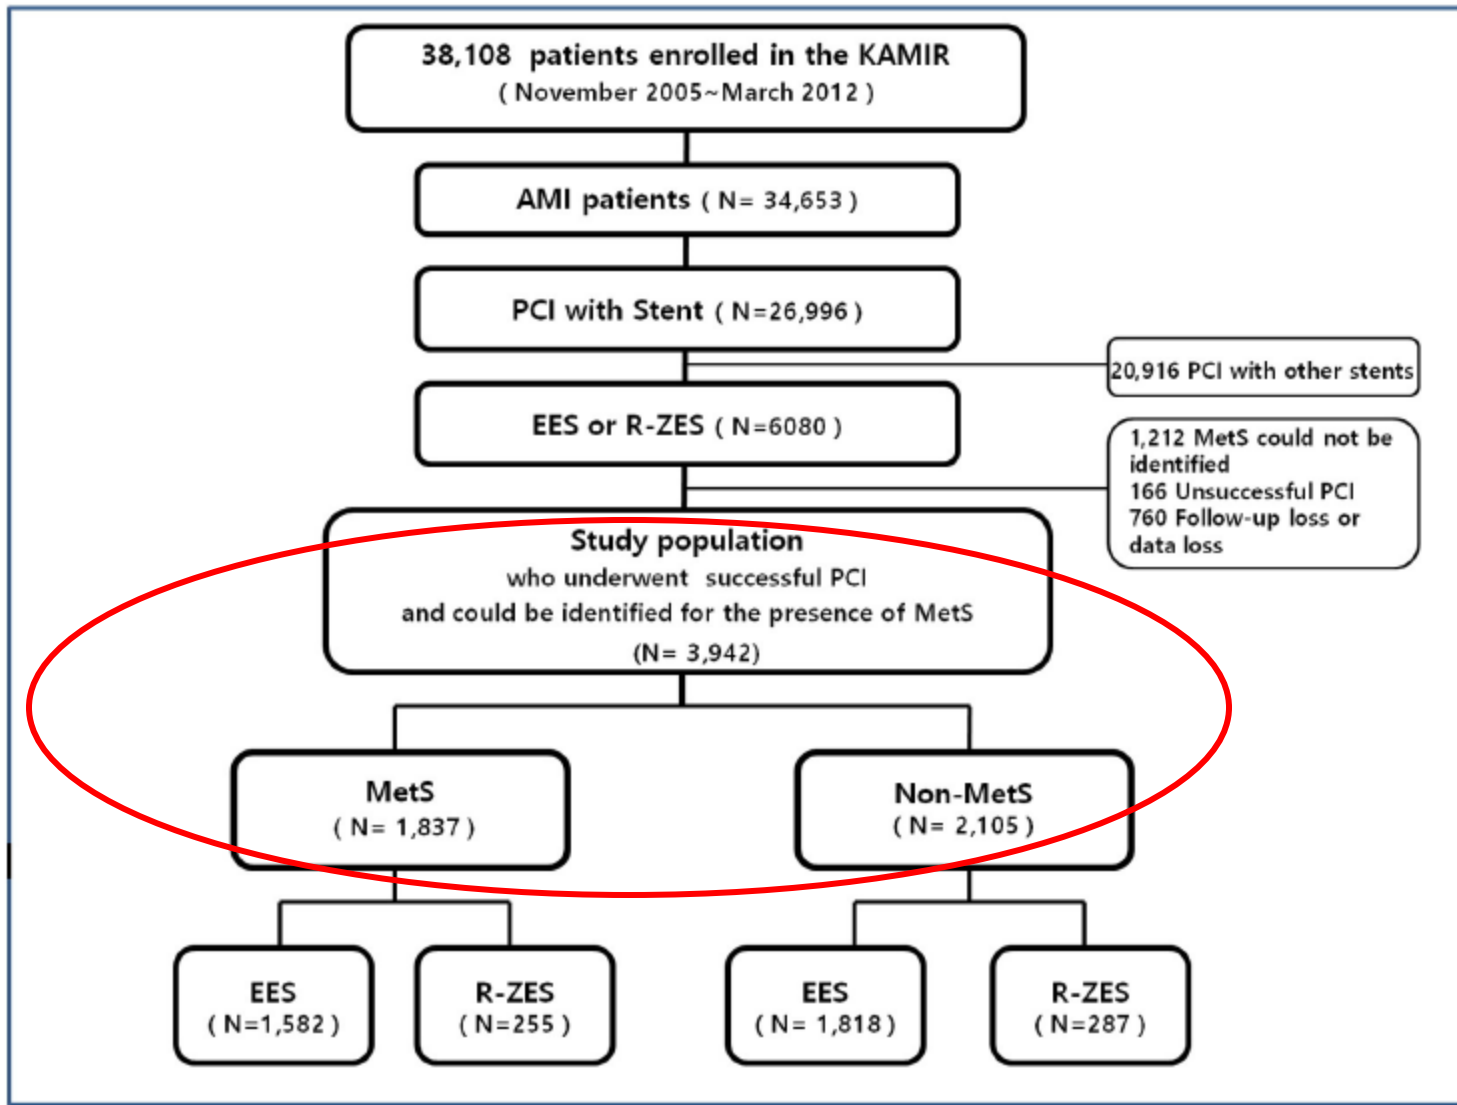 38,108 patients enrolled in the KAMIR
( November 2005~March 2012 )
AMI patients ( N= 34,653 )
PCI with Stent ( N=26,996 )
20,916 PCI with other stents
EES or R-ZES ( N=6080 )
1,212 MetS could not be
identified
166 Unsuccessful PCI
760 Follow-up loss or
data loss
Study population
who underwent successful PCI
and could be identified for the presence of MetS
(N= 3,942)
MetS
( N= 1,837 )
Non-MetS
( N= 2,105 )
EES
( N=1,582 )
R-ZES
( N=255 )
EES
( N= 1,818 )
R-ZES
( N=287 )